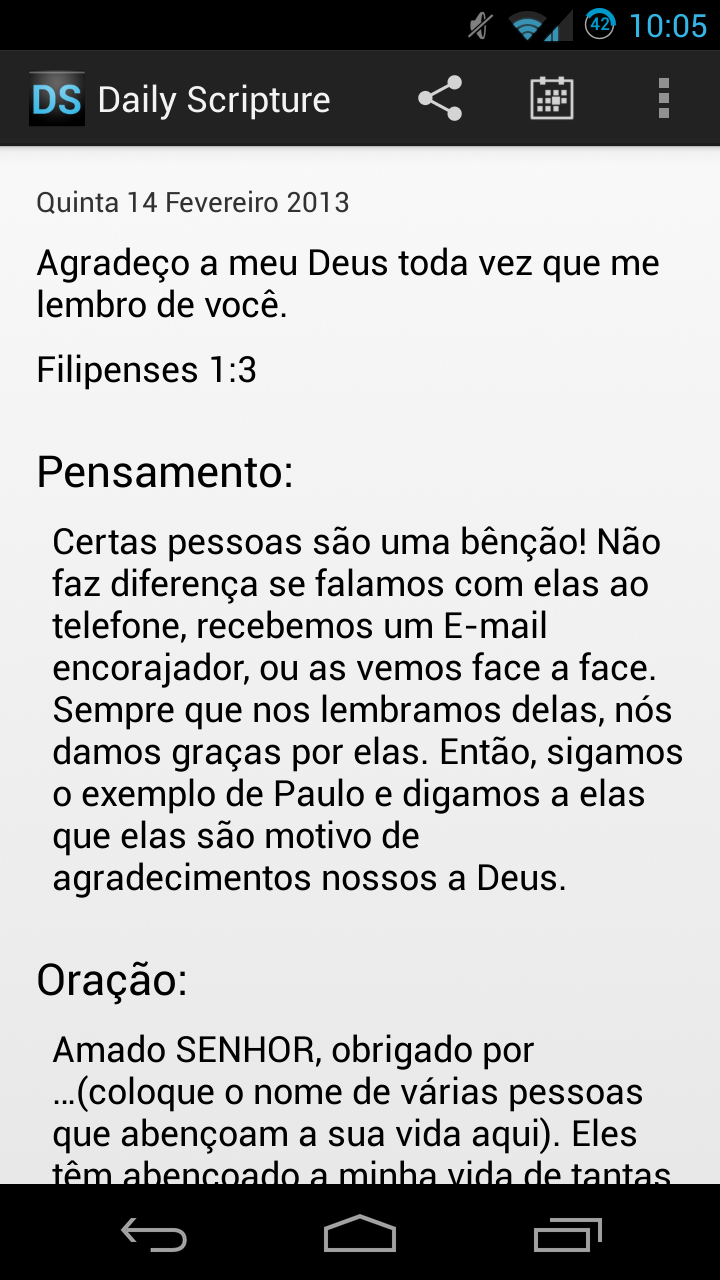 42 10:05
DS Daily Scripture
Quinta 14 Fevereiro 2013
Agradeço a meu Deus toda vez que me
lembro de você.
Filipenses 1:3
Pensamento:
Certas pessoas são uma bênção! Não
faz diferença se falamos com elas ao
telefone, recebemos um E-mail
encorajador, ou as vemos face a face.
Sempre que nos lembramos delas, nós
damos graças por elas. Então, sigamos
o exemplo de Paulo e digamos a elas
que elas são motivo de
agradecimentos nossos a Deus.
Oração:
Amado SENHOR, obrigado por
...(coloque o nome de várias pessoas
que abençoam a sua vida aqui). Eles
têm abençoado a minha vida de tantas